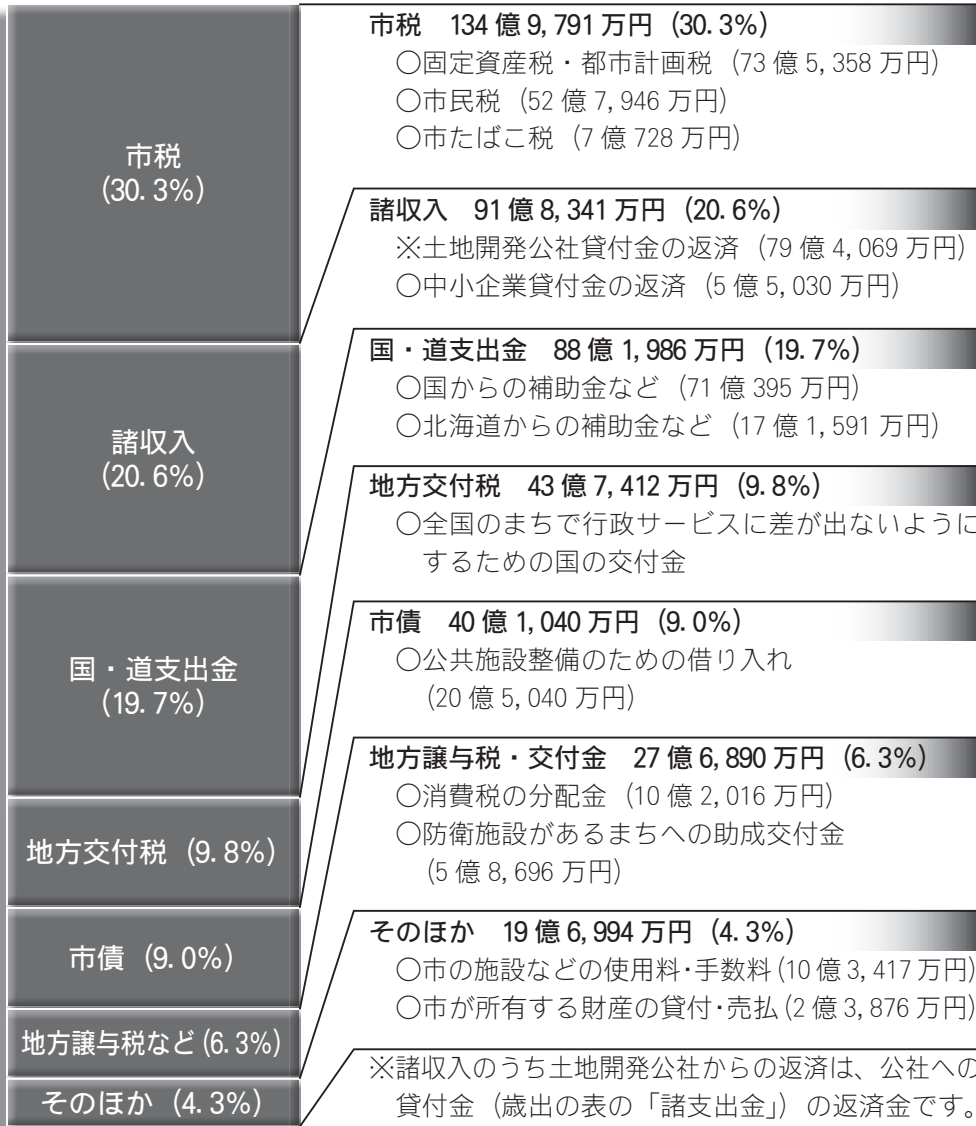 市税
(30.3%)
諸収入
(20.6%)
国・道支出金
(19.7%)
地方交付税 (9.8%)
市債 (9.0%)
地方譲与税など (6.3%)
そのほか (4.3%)
市税 134億9,791万円 (30.3%)
○固定資産税・都市計画税 (73億5,358万円)
○市民税 (52億7,946万円)
○市たばこ税 (7億728万円)
諸収入 91億8,341万円 (20.6%)
※土地開発公社貸付金の返済 (79億4,069万円)
○中小企業貸付金の返済 (5億5,030万円)
国・道支出金 88億1,986万円 (19.7%)
○国からの補助金など (71億395万円)
○北海道からの補助金など (17億1,591万円)
地方交付税 43億7,412万円 (9.8%)
○全国のまちで行政サービスに差が出ないように
するための国の交付金
市債 40億1,040万円 (9.0%)
○公共施設整備のための借り入れ
(20億5,040万円)
地方譲与税・交付金 27億6,890万円 (6.3%)
○消費税の分配金 (10億2,016万円)
○防衛施設があるまちへの助成交付金
(5億8,696万円)
そのほか 19億6,994万円 (4.3%)
○市の施設などの使用料・手数料 (10億3,417万円)
○市が所有する財産の貸付・売払 (2億3,876万円)
※諸収入のうち土地開発公社からの返済は、公社への
貸付金 (歳出の表の「諸支出金」) の返済金です。